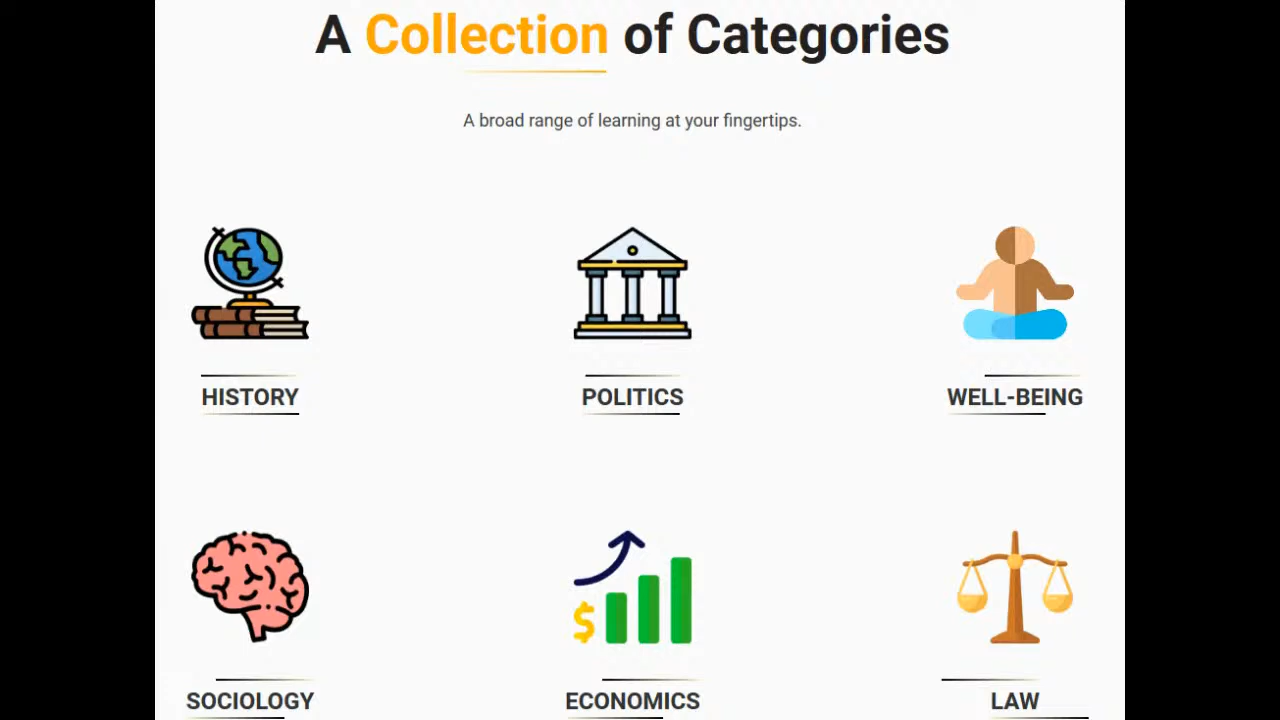 A Collection of Categories
A broad range of learning at your fingertips.
HISTORY
POLITICS
WELL-BEING
$
SOCIOLOGY
ECONOMICS
LAW